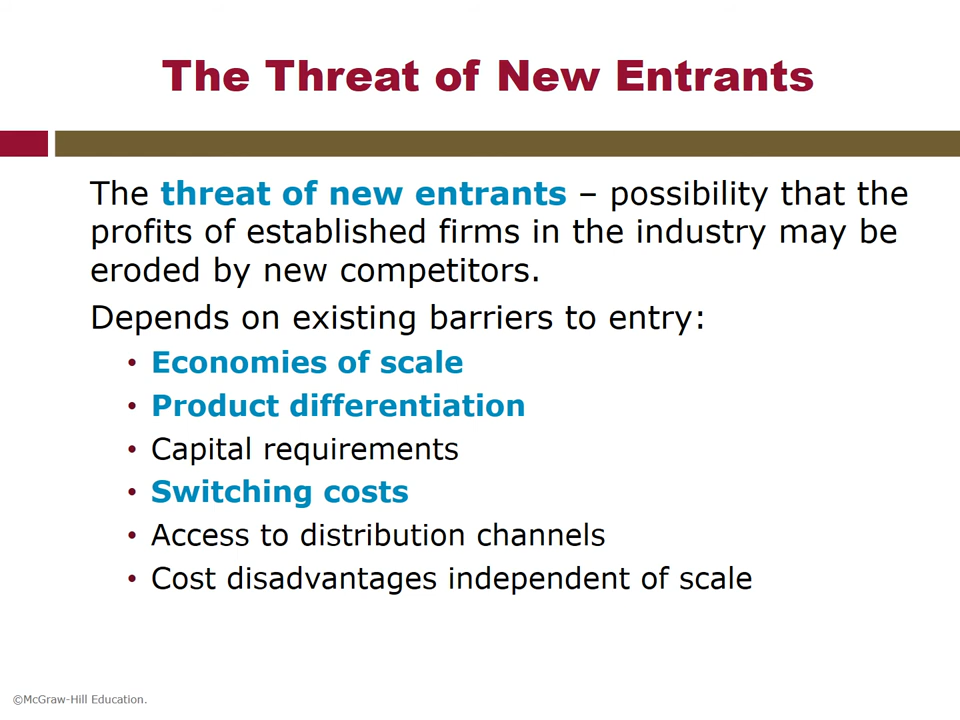 The Threat of New Entrants
The threat of new entrants – possibility that the
profits of established firms in the industry may be
eroded by new competitors.
Depends on existing barriers to entry:
• Economies of scale
• Product differentiation
• Capital requirements
• Switching costs
• Access to distribution channels
• Cost disadvantages independent of scale
©McGraw-Hill Education.